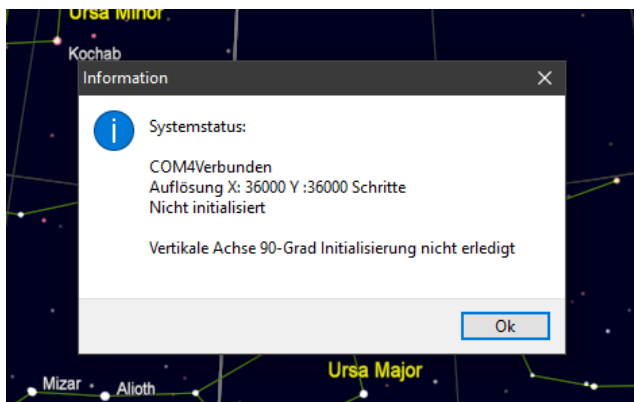 Ursa Minor
Kochab
Information
Systemstatus:
COM4Verbunden
Auflösung X: 36000 Y :36000 Schritte
Nicht initialisiert
Vertikale Achse 90-Grad Initialisierung nicht erledigt
Ok
Ursa Major
Mizar
Alioth